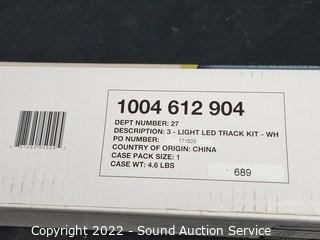 1004 612 904
DEPT NUMBER: 27
DESCRIPTION: 3 - LIGHT LED TRACK KIT - WH
PO NUMBER: 171503
COUNTRY OF ORIGIN: CHINA
CASE PACK SIZE: 1
CASE WT: 4.6 LBS
689
Copyright 2022 - Sound Auction Service